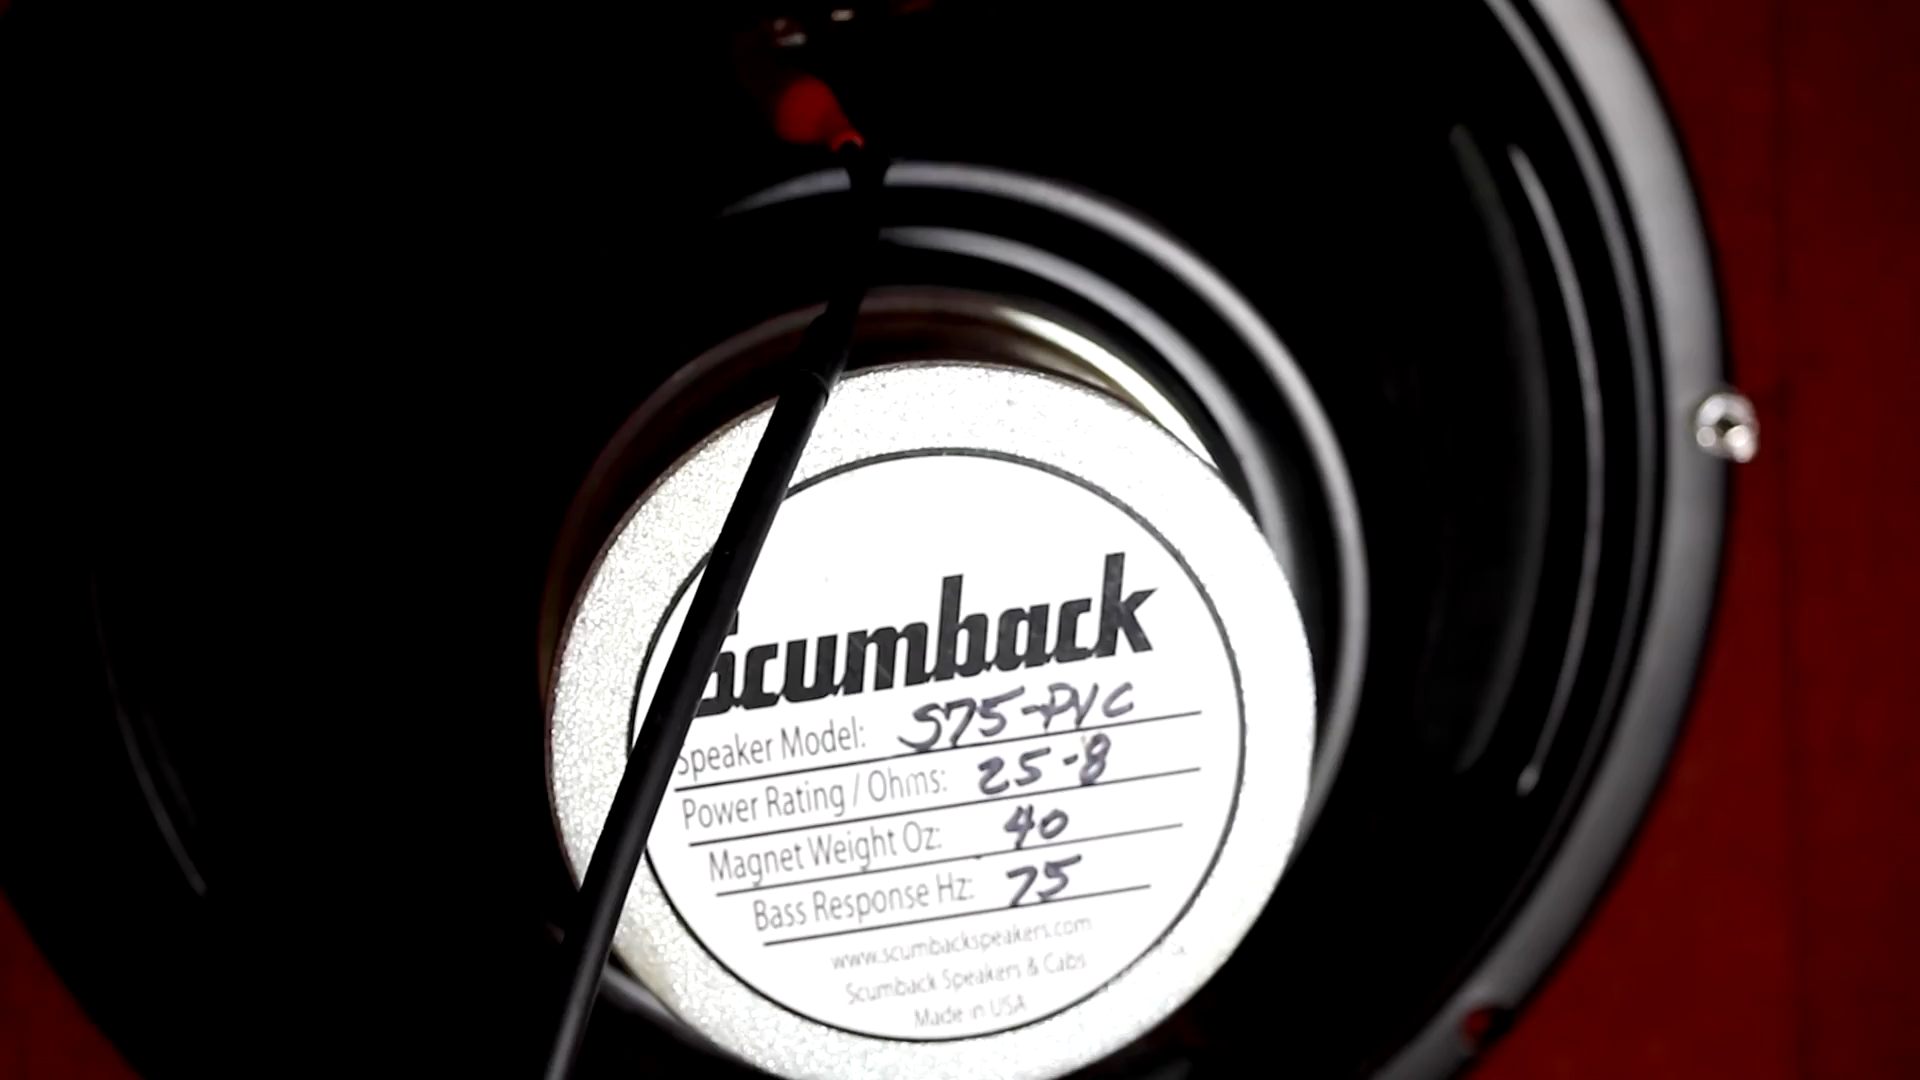 Scumback
Speaker Model: S75-PVC
Power Rating / Ohms: 25-8
Magnet Weight Oz: 40
Bass Response Hz: 75
www.scumbackspeakers.com
Scumback Speakers & Cabs
Made in USA